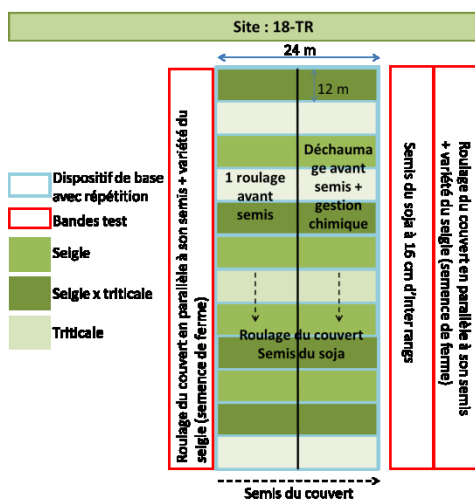 Site : 18-TR
24 m
12 m
Dispositif de base
avec répétition
Bandes test
Seigle
Seigle x triticale
Triticale
Roulage du couvert en parallèle à son semis + variété du
seigle (semence de ferme)
1 roulage
avant
semis
Déchauma
ge avant
semis +
gestion
chimique
Roulage du couvert
Semis du soja
Semis du couvert
Semis du soja à 16 cm d'inter rangs
Roulage du couvert en parallèle à son semis
+ variété du seigle (semence de ferme)